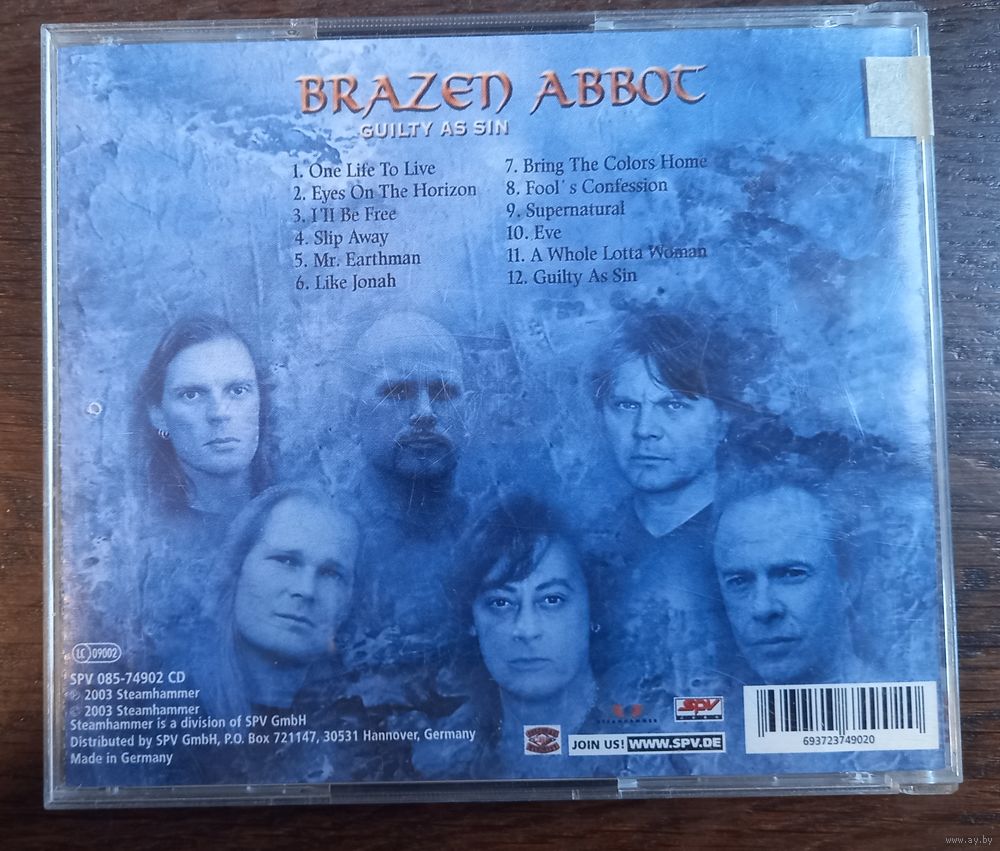 BRAZEN ABBOT
GUILTY AS SIN
1. One Life To Live
2. Eyes On The Horizon
3. I'll Be Free
4. Slip Away
5. Mr. Earthman
6. Like Jonah
7. Bring The Colors Home
8. Fool's Confession
9. Supernatural
10. Eve
11. A Whole Lotta Woman
12. Guilty As Sin
LC 09002
SPV 085-74902 CD
℗ 2003 Steamhammer
© 2003 Steamhammer
Steamhammer is a division of SPV GmbH
Distributed by SPV GmbH, P.O. Box 721147, 30531 Hannover, Germany
Made in Germany
STEAMHAMMER
SPV
JOIN US! WWW.SPV.DE
693723749020
www.ay.by